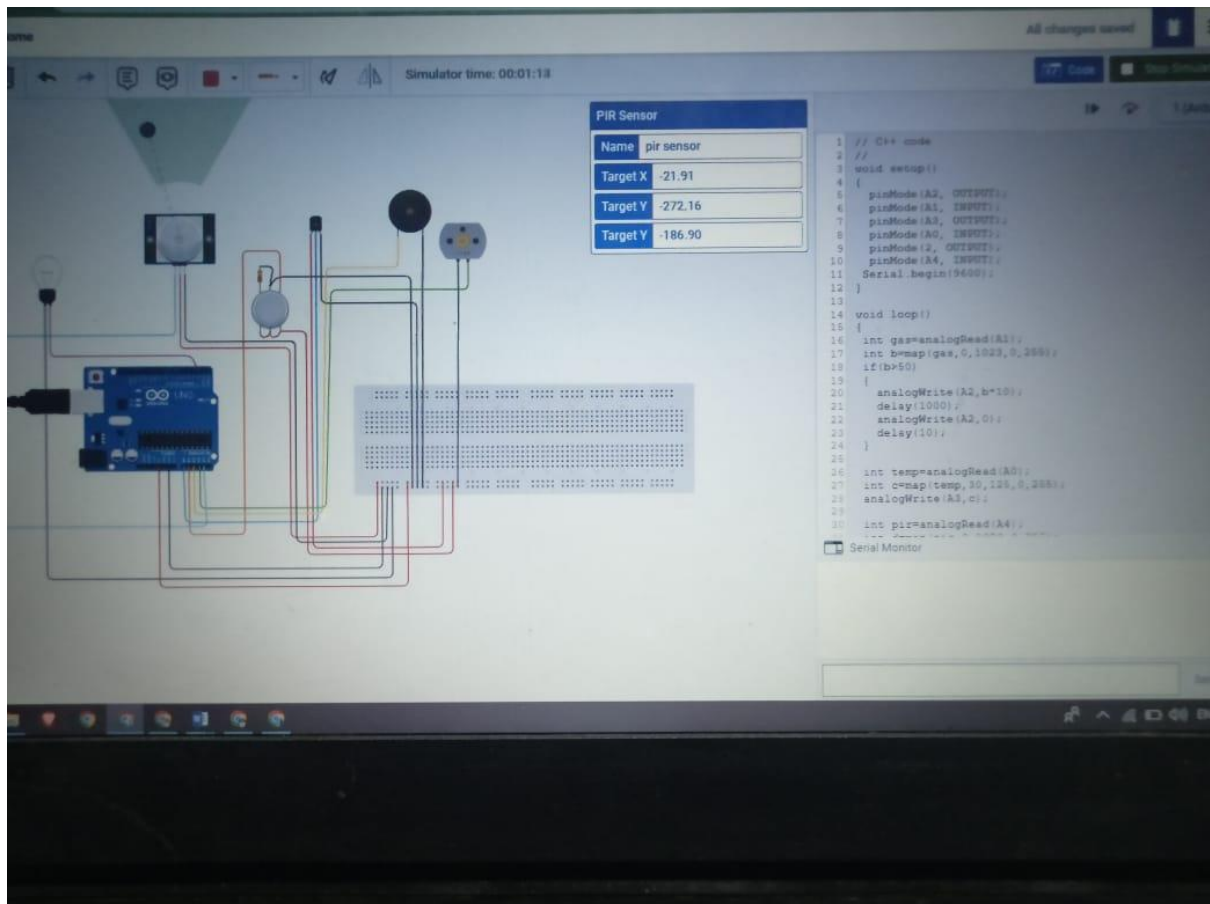 All changes saved
Simulator time: 00:01:13
Code
Stop
PIR Sensor
Name pir sensor
Target X -21.91
Target Y -272.16
Target Y -186.90
UNO
1 // C++ code
2 //
3 void setup()
4 {
5 pinMode(A2, OUTPUT);
6 pinMode(A1, INPUT);
7 pinMode(A3, OUTPUT);
8 pinMode(A0, INPUT);
9 pinMode(2, OUTPUT);
10 pinMode(A4, INPUT);
11 Serial.begin(9600);
12 }
13
14 void loop()
15 {
16 int gas=analogRead(A1);
17 int b=map(gas,0,1023,0,255);
18 if(b>50)
19 {
20 analogWrite(A2,b*10);
21 delay(1000);
22 analogWrite(A2,0);
23 delay(10);
24 }
25
26 int temp=analogRead(A0);
27 int c=map(temp,30,125,0,255);
28 analogWrite(A3,c);
29
30 int pir=analogRead(A4);
Serial Monitor